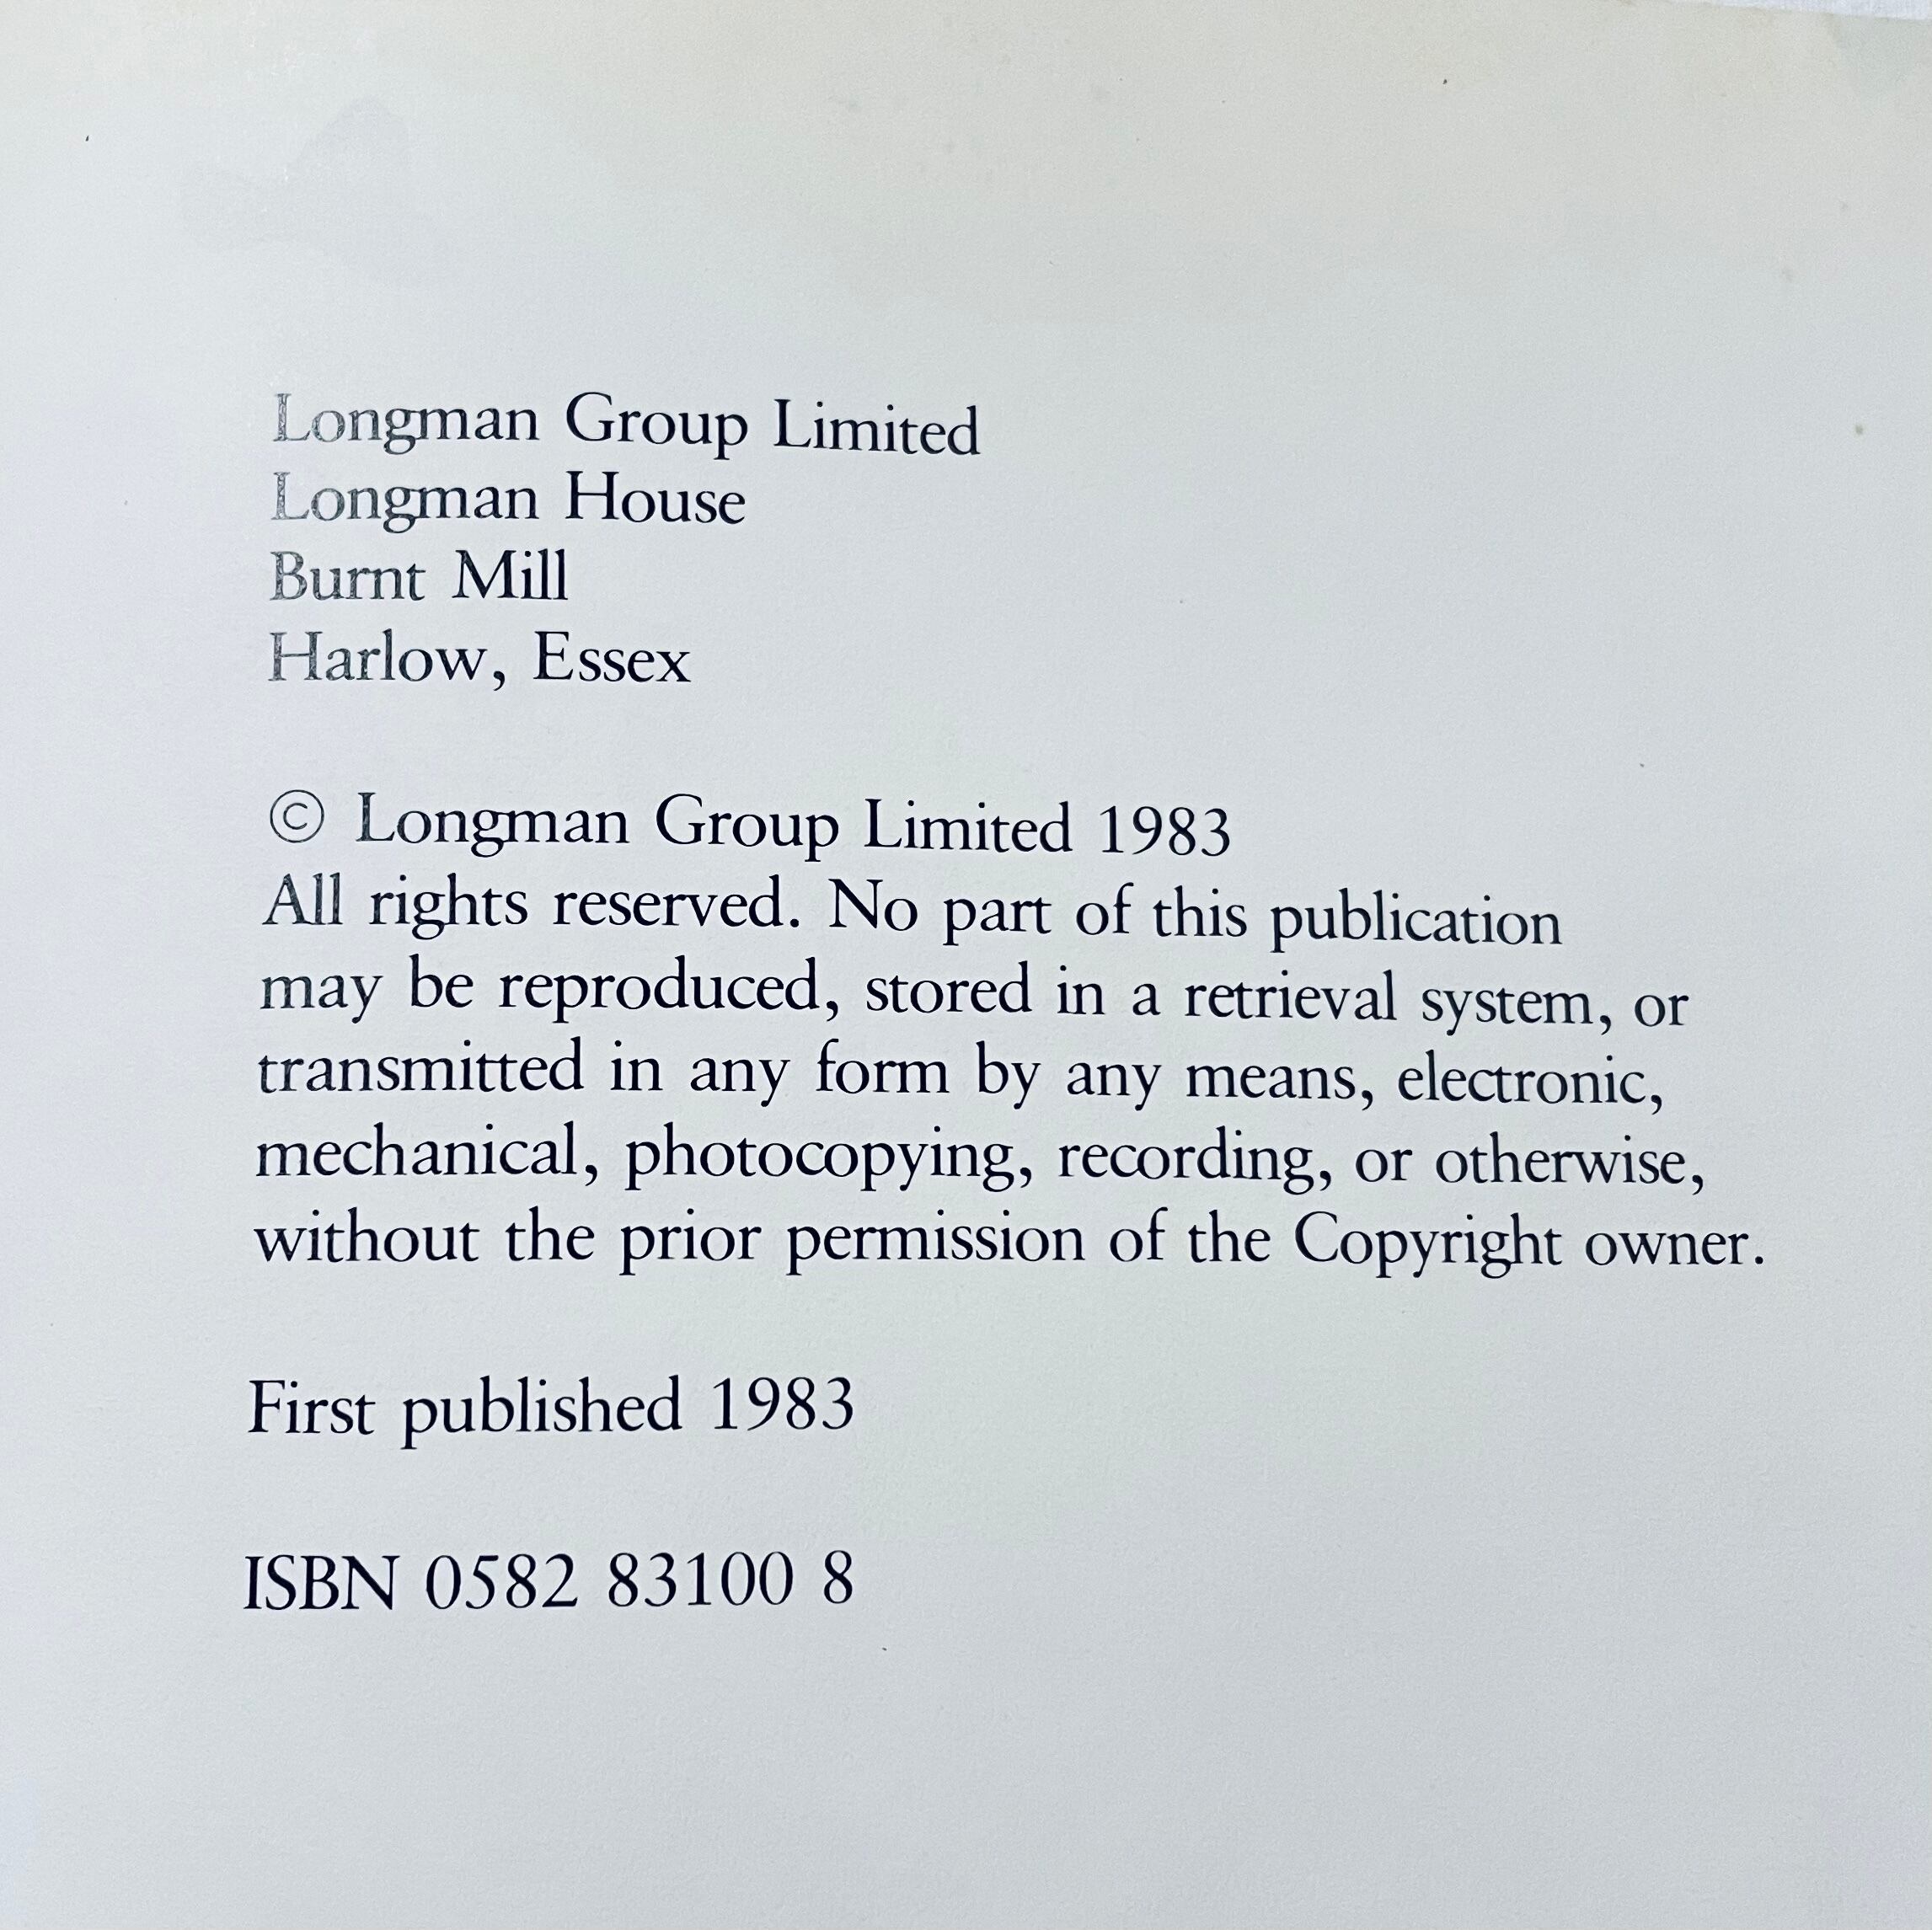 Longman Group Limited
Longman House
Burnt Mill
Harlow, Essex
© Longman Group Limited 1983
All rights reserved. No part of this publication
may be reproduced, stored in a retrieval system, or
transmitted in any form by any means, electronic,
mechanical, photocopying, recording, or otherwise,
without the prior permission of the Copyright owner.
First published 1983
ISBN 0582 83100 8